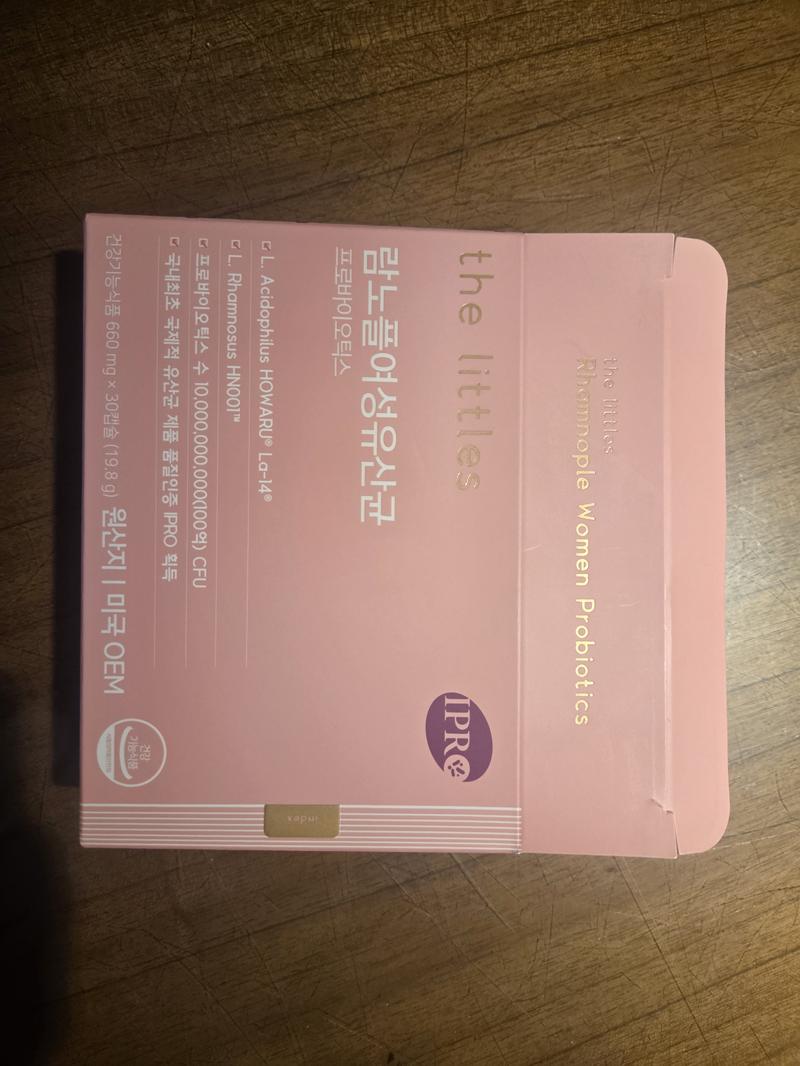 the littles
Rhamnople Women Probiotics
the littles
람노플여성유산균
프로바이오틱스
IPRO
L. Acidophilus HOWARU® La-14®
L. Rhamnosus HN001™
프로바이오틱스 수 10,000,000,000(100억) CFU
국내최초 국제적 유산균 제품 품질인증 IPRO 획득
건강기능식품 660 mg × 30캡슐 (19.8 g)
원산지 | 미국 OEM
건강
기능식품
index